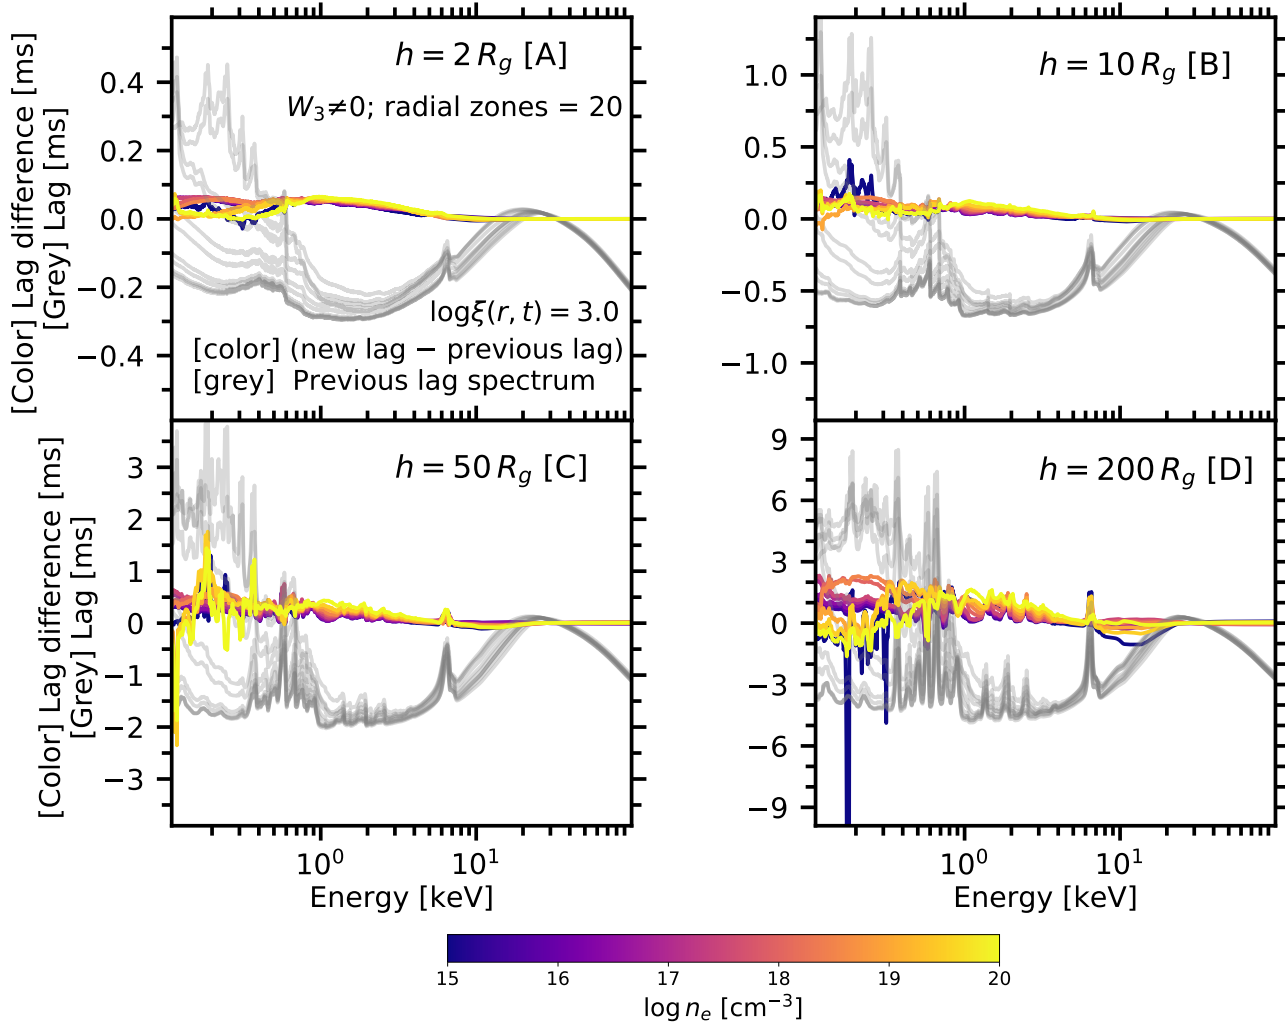 h = 2 R_g [A]
W_3≠0; radial zones = 20
logξ(r, t) = 3.0
[color] (new lag − previous lag)
[grey] Previous lag spectrum
[Color] Lag difference [ms]
[Grey] Lag [ms]
0.4
0.2
0.0
−0.2
−0.4
h = 10 R_g [B]
1.0
0.5
0.0
−0.5
−1.0
h = 50 R_g [C]
[Color] Lag difference [ms]
[Grey] Lag [ms]
3
2
1
0
−1
−2
−3
10^0
10^1
Energy [keV]
h = 200 R_g [D]
9
6
3
0
−3
−6
−9
10^0
10^1
Energy [keV]
15 16 17 18 19 20
log n_e [cm^−3]